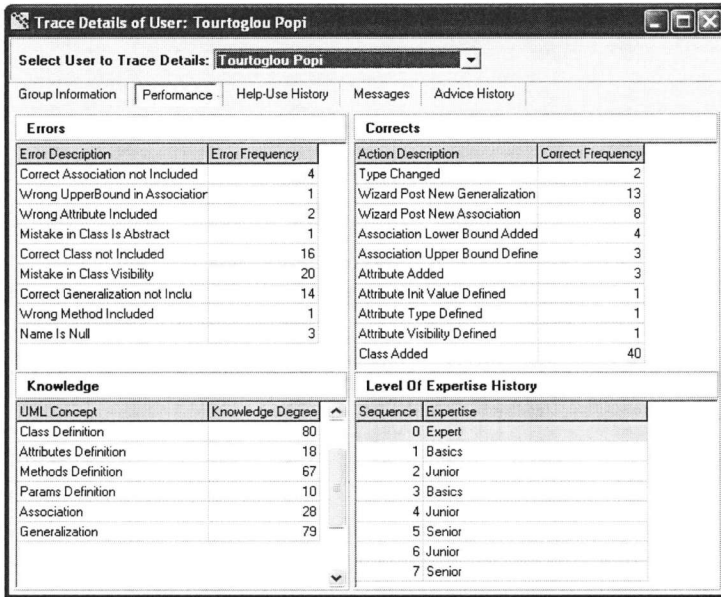 Trace Details of User: Tourtoglou Popi
Select User to Trace Details: Tourtoglou Popi
Group Information Performance Help-Use History Messages Advice History
Errors
Error Description Error Frequency
Correct Association not Included 4
Wrong UpperBound in Association 1
Wrong Attribute Included 2
Mistake in Class Is Abstract 1
Correct Class not Included 16
Mistake in Class Visibility 20
Correct Generalization not Inclu 14
Wrong Method Included 1
Name Is Null 3
Corrects
Action Description Correct Frequency
Type Changed 2
Wizard Post New Generalization 13
Wizard Post New Association 8
Association Lower Bound Added 4
Association Upper Bound Define 3
Attribute Added 3
Attribute Init Value Defined 1
Attribute Type Defined 1
Attribute Visibility Defined 1
Class Added 40
Knowledge
UML Concept Knowledge Degree
Class Definition 80
Attributes Definition 18
Methods Definition 67
Params Definition 10
Association 28
Generalization 79
Level Of Expertise History
Sequence Expertise
0 Expert
1 Basics
2 Junior
3 Basics
4 Junior
5 Senior
6 Junior
7 Senior